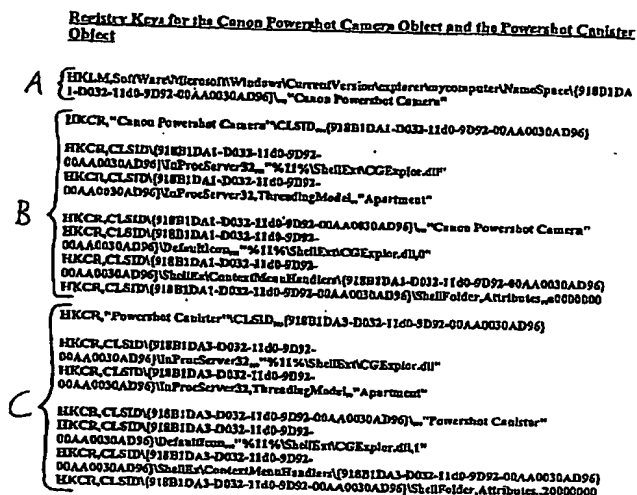 Registry Keys for the Canon Powershot Camera Object and the Powershot Canister
Object
A
{HKLM,SoftWare\Microsoft\Windows\CurrentVersion\explorer\mycomputer\NameSpace\{918B1DA
1-D032-11d0-9D92-00AA0030AD96}\,,,"Canon Powershot Camera"
B
HKCR,"Canon Powershot Camera"\CLSID,,,{918B1DA1-D032-11d0-9D92-00AA0030AD96}
HKCR,CLSID\{918B1DA1-D032-11d0-9D92-
00AA0030AD96}\InProcServer32,,,"%11%\ShellExt\CGExplor.dll"
HKCR,CLSID\{918B1DA1-D032-11d0-9D92-
00AA0030AD96}\InProcServer32,ThreadingModel,,"Apartment"
HKCR,CLSID\{918B1DA1-D032-11d0-9D92-00AA0030AD96}\,,,"Canon Powershot Camera"
HKCR,CLSID\{918B1DA1-D032-11d0-9D92-
00AA0030AD96}\DefaultIcon,,,"%11%\ShellExt\CGExplor.dll,0"
HKCR,CLSID\{918B1DA1-D032-11d0-9D92-
00AA0030AD96}\ShellEx\ContextMenuHandlers\{918B1DA1-D032-11d0-9D92-00AA0030AD96}
HKCR,CLSID\{918B1DA1-D032-11d0-9D92-00AA0030AD96}\ShellFolder,Attributes,,a0000000
C
HKCR,"Powershot Canister"\CLSID,,,{918B1DA3-D032-11d0-9D92-00AA0030AD96}
HKCR,CLSID\{918B1DA3-D032-11d0-9D92-
00AA0030AD96}\InProcServer32,,,"%11%\ShellExt\CGExplor.dll"
HKCR,CLSID\{918B1DA3-D032-11d0-9D92-
00AA0030AD96}\InProcServer32,ThreadingModel,,"Apartment"
HKCR,CLSID\{918B1DA3-D032-11d0-9D92-00AA0030AD96}\,,,"Powershot Canister"
HKCR,CLSID\{918B1DA3-D032-11d0-9D92-
00AA0030AD96}\DefaultIcon,,,"%11%\ShellExt\CGExplor.dll,1"
HKCR,CLSID\{918B1DA3-D032-11d0-9D92-
00AA0030AD96}\ShellEx\ContextMenuHandlers\{918B1DA3-D032-11d0-9D92-00AA0030AD96}
HKCR,CLSID\{918B1DA3-D032-11d0-9D92-00AA0030AD96}\ShellFolder,Attributes,,20000000